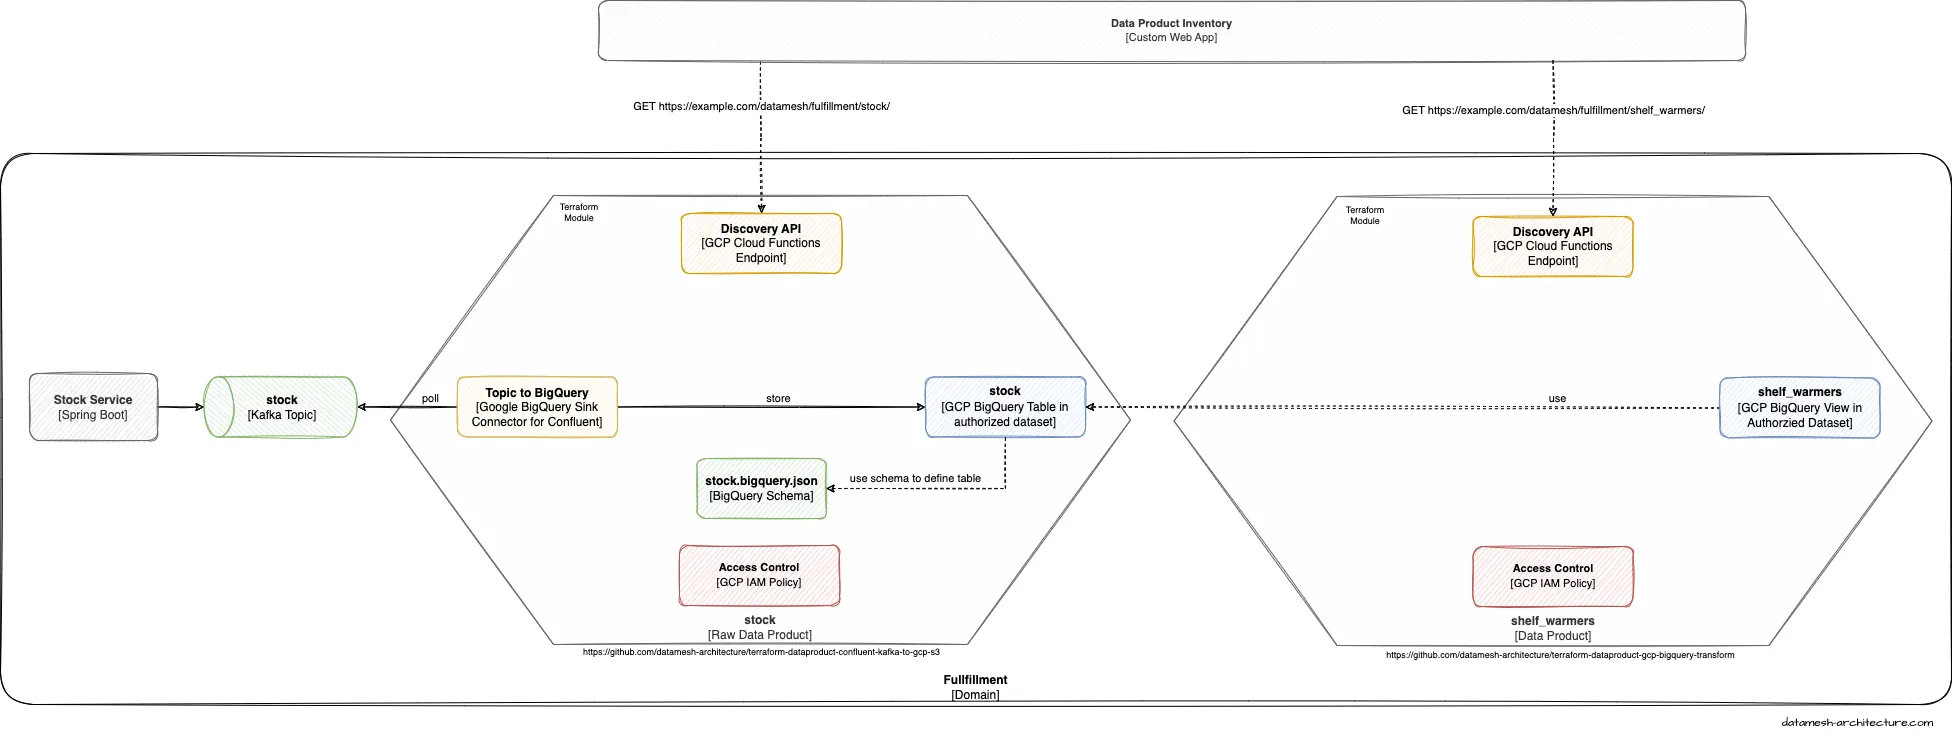 Data Product Inventory
[Custom Web App]
GET https://example.com/datamesh/fulfillment/stock/
GET https://example.com/datamesh/fulfillment/shelf_warmers/
Terraform
Module
Discovery API
[GCP Cloud Functions
Endpoint]
Terraform
Module
Discovery API
[GCP Cloud Functions
Endpoint]
Stock Service
[Spring Boot]
stock
[Kafka Topic]
poll
Topic to BigQuery
[Google BigQuery Sink
Connector for Confluent]
store
stock
[GCP BigQuery Table in
authorized dataset]
use
shelf_warmers
[GCP BigQuery View in
Authorzied Dataset]
stock.bigquery.json
[BigQuery Schema]
use schema to define table
Access Control
[GCP IAM Policy]
stock
[Raw Data Product]
https://github.com/datamesh-architecture/terraform-dataproduct-confluent-kafka-to-gcp-s3
Access Control
[GCP IAM Policy]
shelf_warmers
[Data Product]
https://github.com/datamesh-architecture/terraform-dataproduct-gcp-bigquery-transform
Fullfillment
[Domain]
datamesh-architecture.com